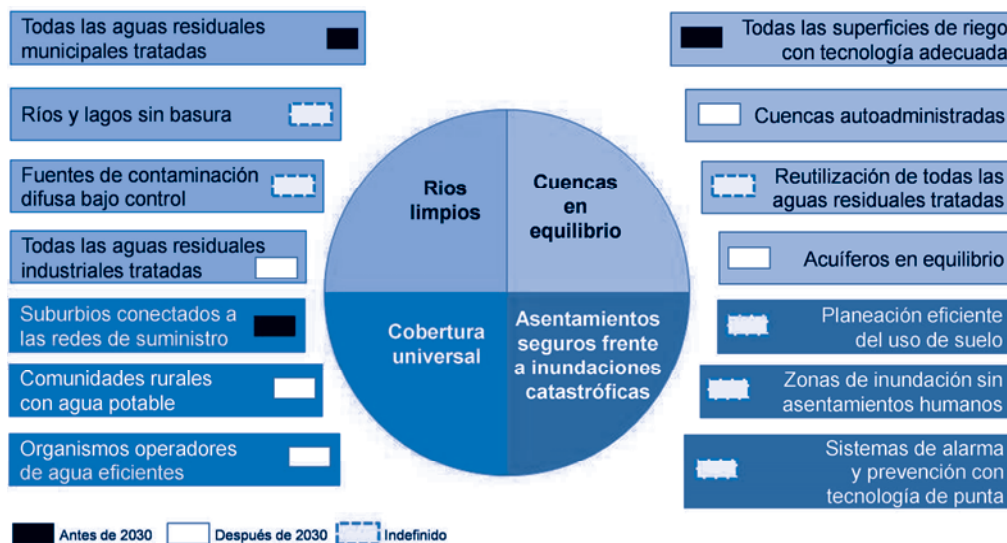 Todas las aguas residuales
municipales tratadas
Ríos y lagos sin basura
Fuentes de contaminación
difusa bajo control
Todas las aguas residuales
industriales tratadas
Suburbios conectados a
las redes de suministro
Comunidades rurales
con agua potable
Organismos operadores
de agua eficientes
Rios
limpios
Cuencas
en
equilibrio
Cobertura
universal
Asentamientos
seguros frente
a inundaciones
catastróficas
Todas las superficies de riego
con tecnología adecuada
Cuencas autoadministradas
Reutilización de todas las
aguas residuales tratadas
Acuíferos en equilibrio
Planeación eficiente
del uso de suelo
Zonas de inundación sin
asentamientos humanos
Sistemas de alarma
y prevención con
tecnología de punta
Antes de 2030
Después de 2030
Indefinido